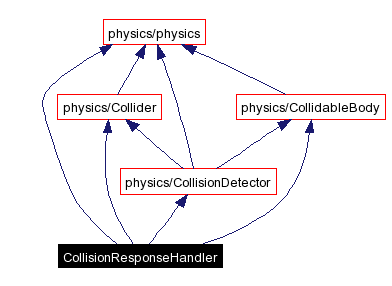 physics/physics
physics/Collider
physics/CollidableBody
physics/CollisionDetector
CollisionResponseHandler